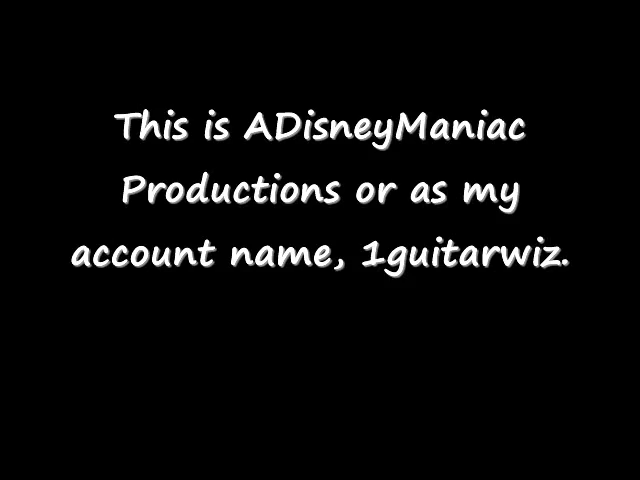 This is ADisneyManiac
Productions or as my
account name, 1guitarwiz.